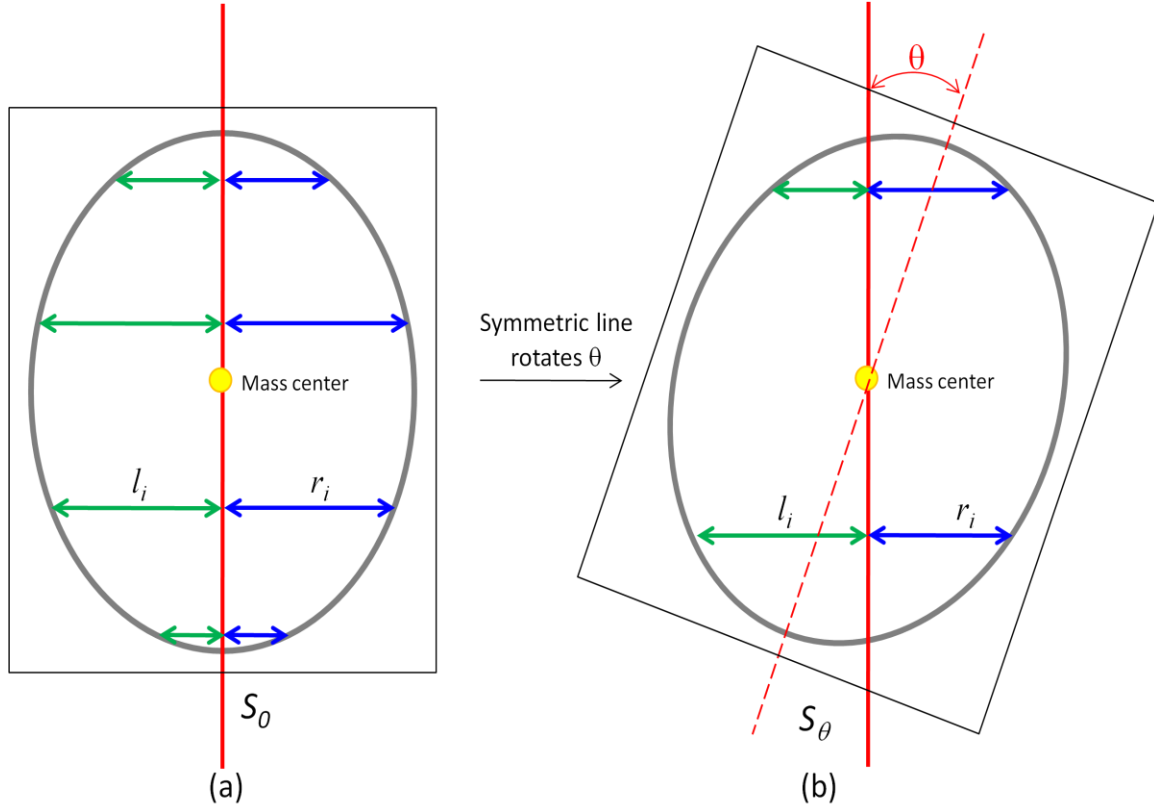 θ
Symmetric line
rotates θ
Mass center
Mass center
l_i
r_i
l_i
r_i
S_0
S_θ
(a)
(b)